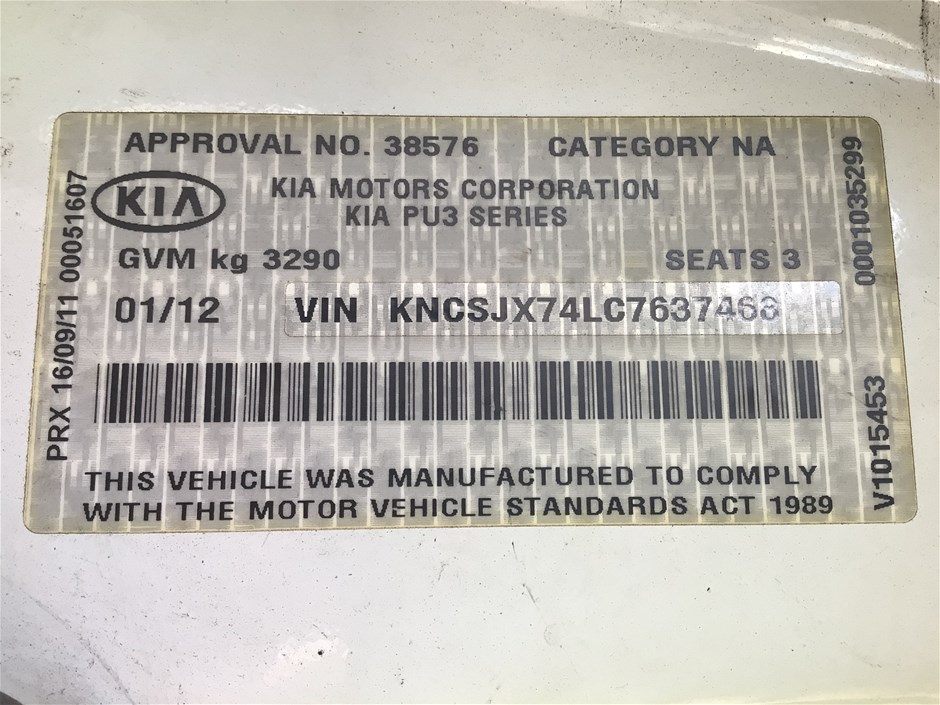 APPROVAL NO. 38576 CATEGORY NA
KIA
KIA MOTORS CORPORATION
KIA PU3 SERIES
GVM kg 3290 SEATS 3
01/12 VIN KNCSJX74LC7637468
THIS VEHICLE WAS MANUFACTURED TO COMPLY
WITH THE MOTOR VEHICLE STANDARDS ACT 1989
PRX 16/09/11 00051607
0001035299
V1015453